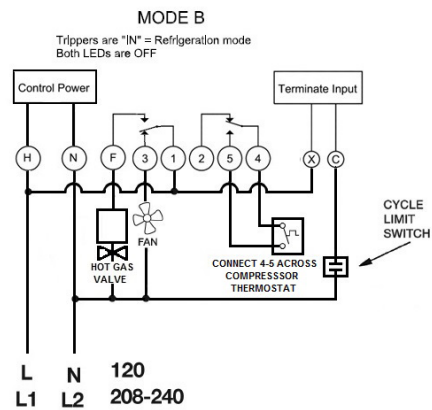 MODE B
Trippers are "IN" = Refrigeration mode
Both LEDs are OFF
Control Power
Terminate Input
H
N
F
3
1
2
5
4
X
C
HOT GAS
VALVE
FAN
CONNECT 4-5 ACROSS
COMPRESSSOR
THERMOSTAT
CYCLE
LIMIT
SWITCH
L N 120
L1 L2 208-240